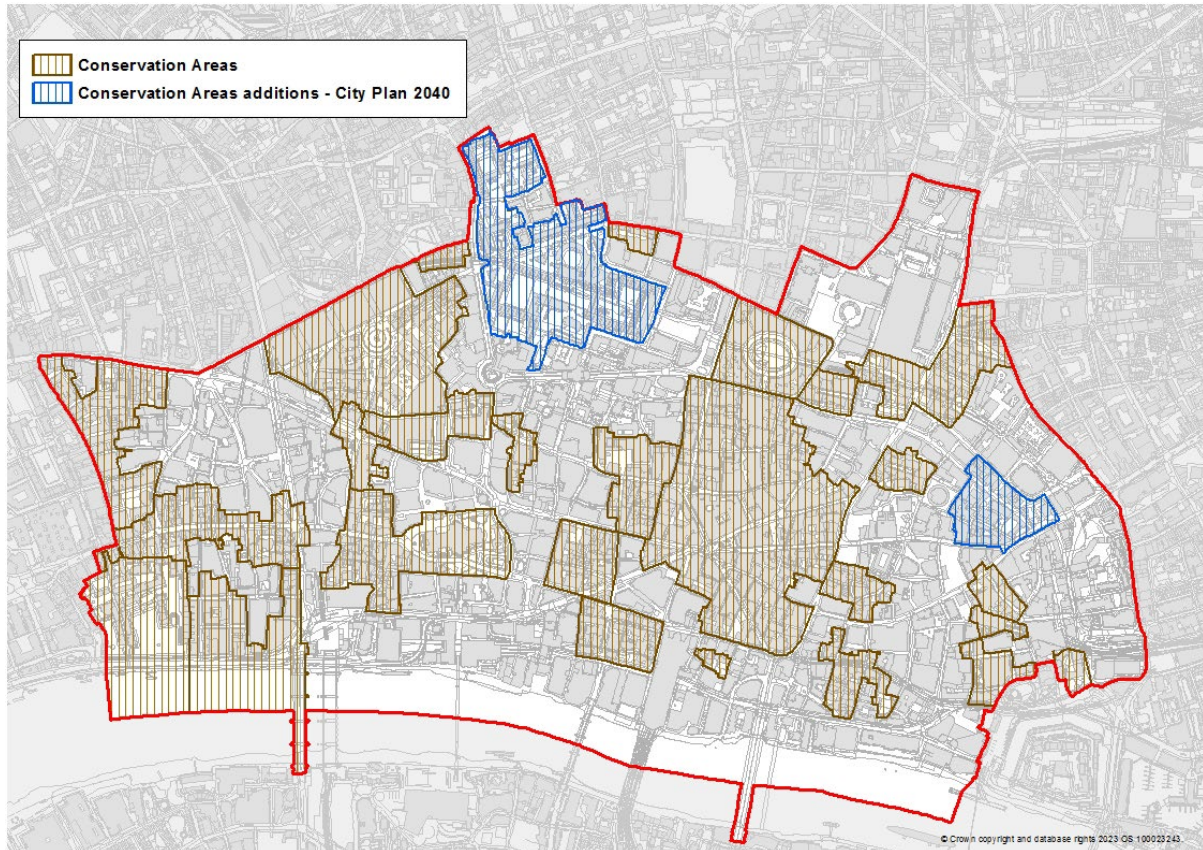 Conservation Areas
Conservation Areas additions - City Plan 2040
© Crown copyright and database rights 2023 OS 100023243.